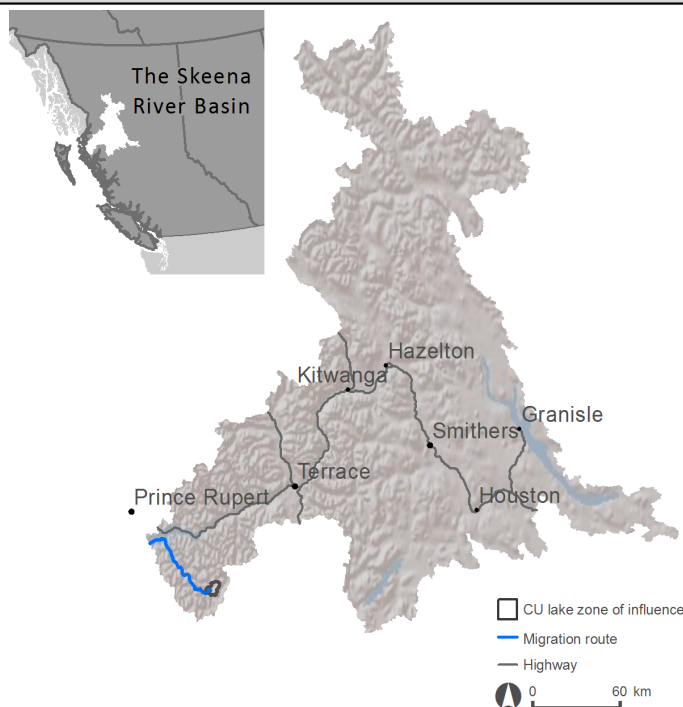 The Skeena
River Basin
Hazelton
Kitwanga
Granisle
Smithers
Terrace
Prince Rupert
Houston
CU lake zone of influence
Migration route
Highway
0 60 km